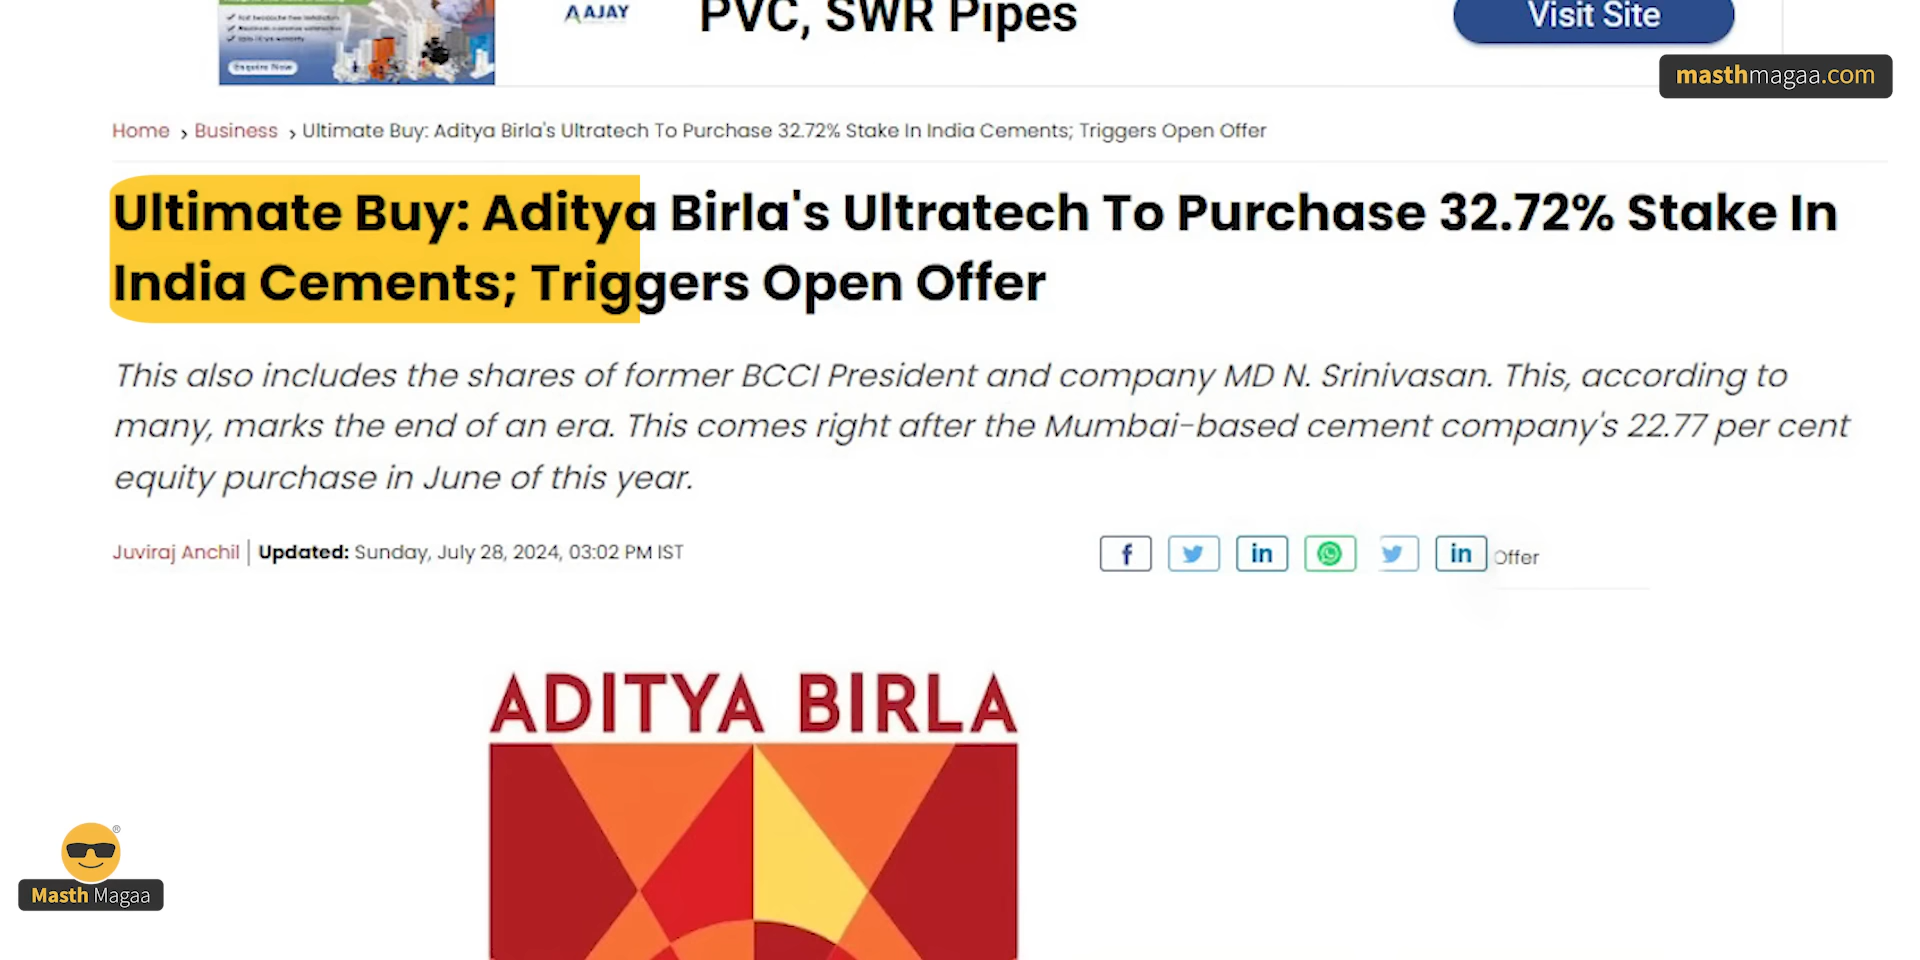 AJAY
PVC, SWR Pipes
Visit Site
Enquire Now
masthmagaa.com
Home > Business > Ultimate Buy: Aditya Birla's Ultratech To Purchase 32.72% Stake In India Cements; Triggers Open Offer
Ultimate Buy: Aditya Birla's Ultratech To Purchase 32.72% Stake In
India Cements; Triggers Open Offer
This also includes the shares of former BCCI President and company MD N. Srinivasan. This, according to
many, marks the end of an era. This comes right after the Mumbai-based cement company's 22.77 per cent
equity purchase in June of this year.
Juviraj Anchil | Updated: Sunday, July 28, 2024, 03:02 PM IST
Offer
ADITYA BIRLA
Masth Magaa